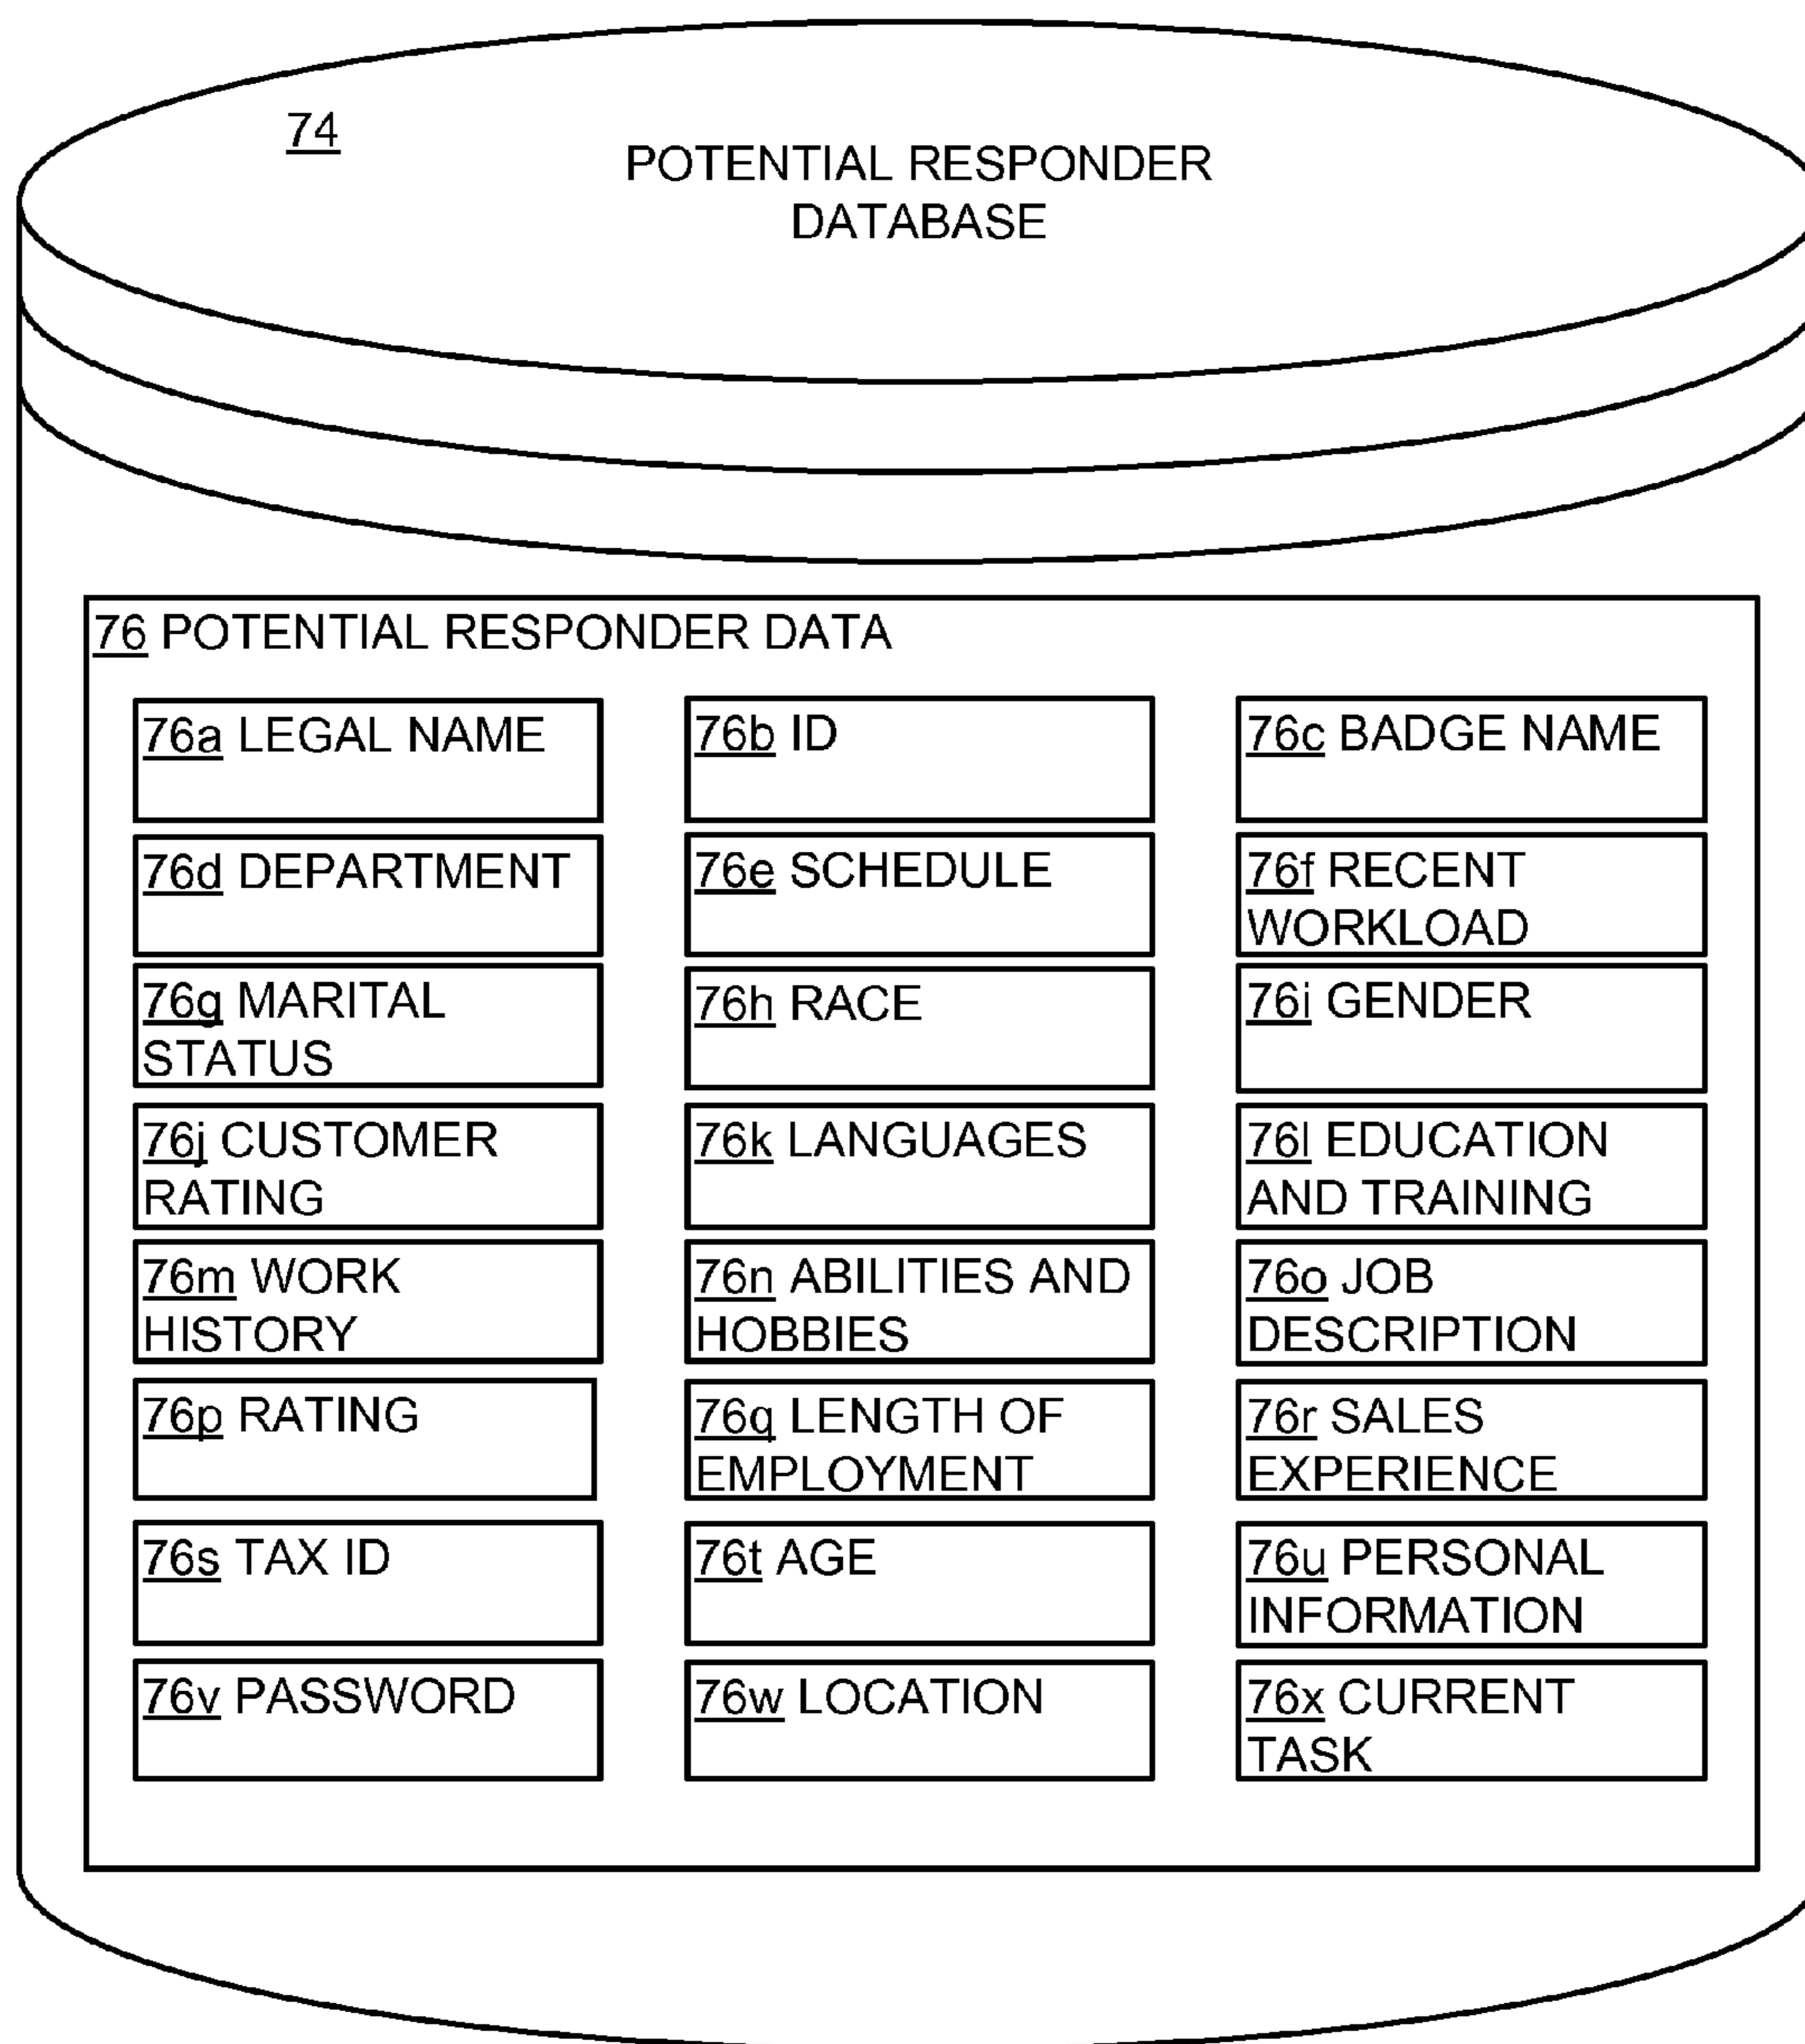 74
POTENTIAL RESPONDER
DATABASE
76 POTENTIAL RESPONDER DATA
76a LEGAL NAME
76b ID
76c BADGE NAME
76d DEPARTMENT
76e SCHEDULE
76f RECENT
WORKLOAD
76g MARITAL
STATUS
76h RACE
76i GENDER
76j CUSTOMER
RATING
76k LANGUAGES
76l EDUCATION
AND TRAINING
76m WORK
HISTORY
76n ABILITIES AND
HOBBIES
76o JOB
DESCRIPTION
76p RATING
76q LENGTH OF
EMPLOYMENT
76r SALES
EXPERIENCE
76s TAX ID
76t AGE
76u PERSONAL
INFORMATION
76v PASSWORD
76w LOCATION
76x CURRENT
TASK